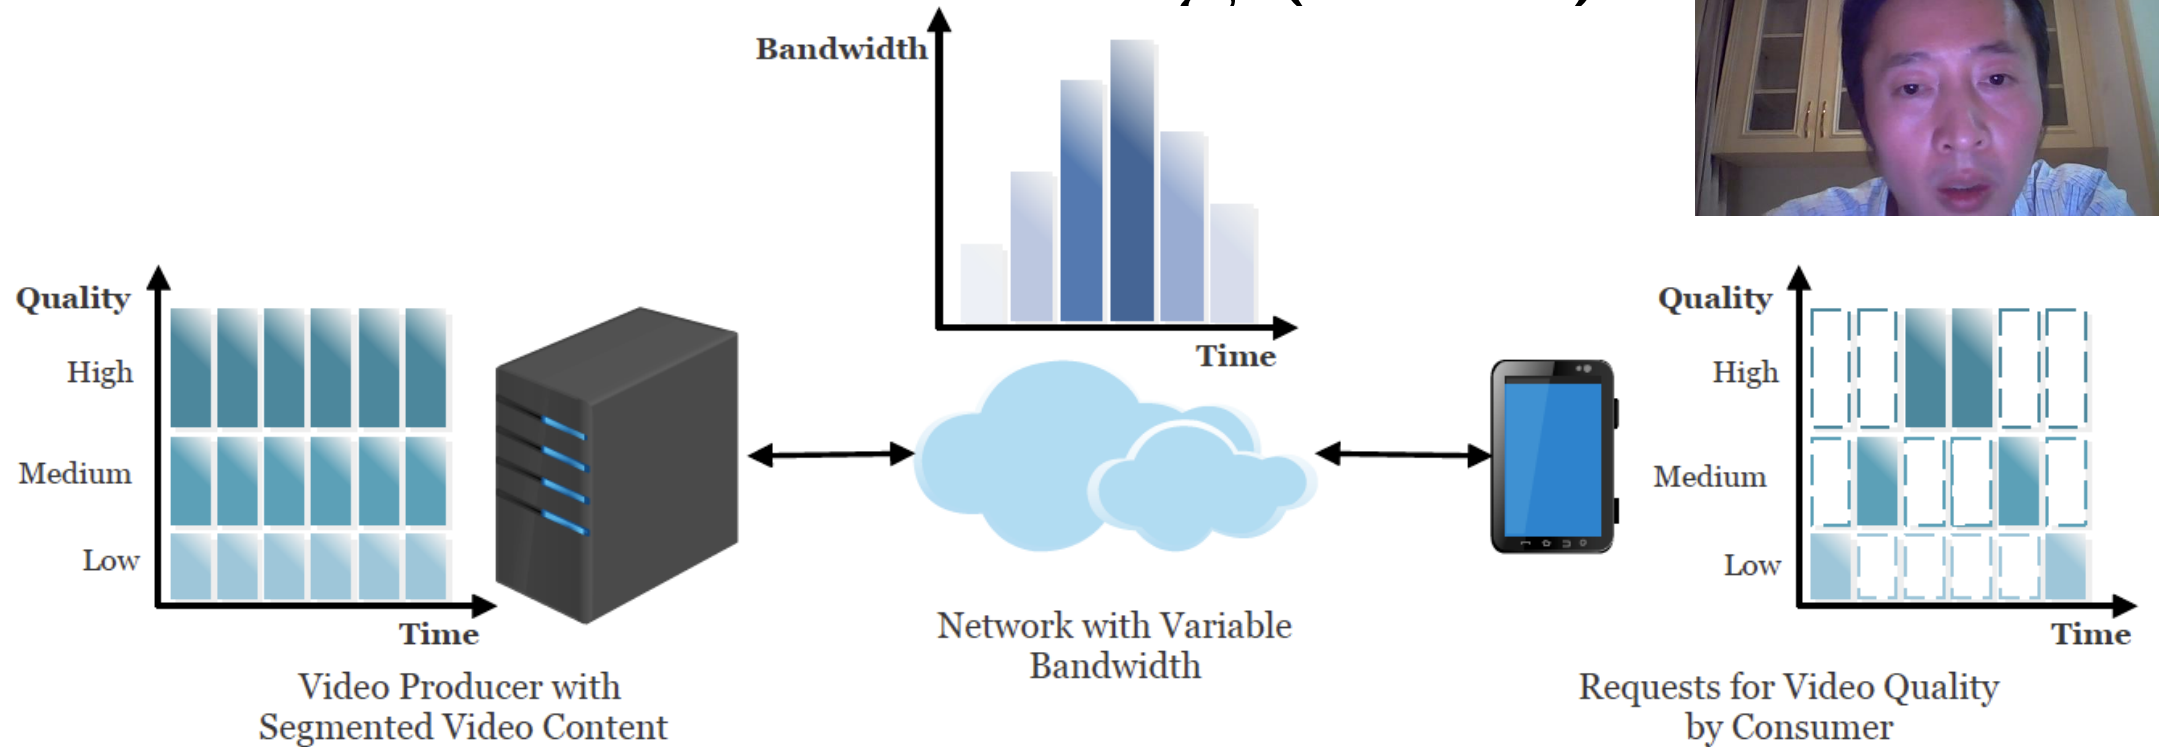 Bandwidth
Time
Quality
High
Medium
Low
Time
Video Producer with
Segmented Video Content
Network with Variable
Bandwidth
Quality
High
Medium
Low
Time
Requests for Video Quality
by Consumer